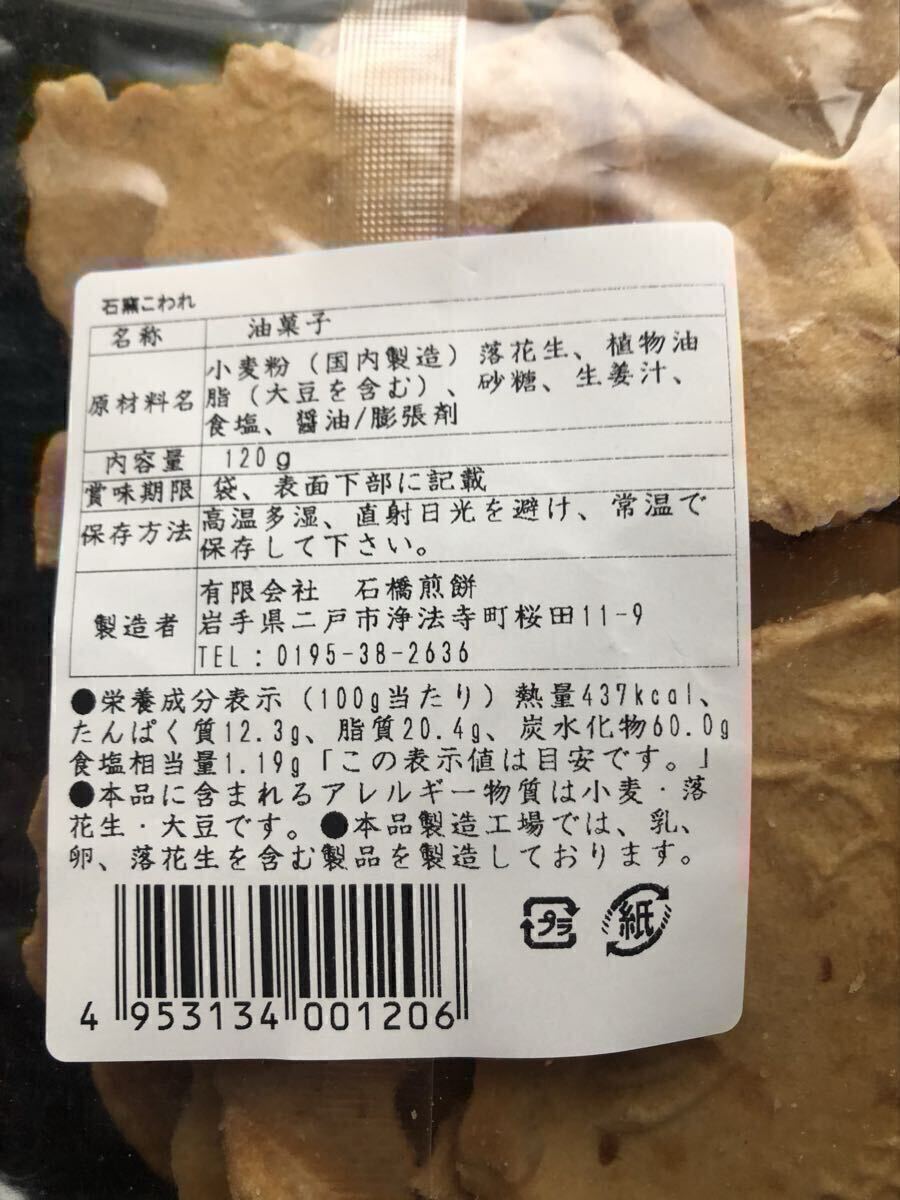 石窯こわれ
名称 油菓子
原材料名 小麦粉（国内製造）落花生、植物油
脂（大豆を含む）、砂糖、生姜汁、
食塩、醤油/膨張剤
内容量 120g
賞味期限 袋、表面下部に記載
保存方法 高温多湿、直射日光を避け、常温で
保存して下さい。
製造者 有限会社 石橋煎餅
岩手県二戸市浄法寺町桜田11-9
TEL：0195-38-2636
●栄養成分表示（100g当たり）熱量437kcal、
たんぱく質12.3g、脂質20.4g、炭水化物60.0g
食塩相当量1.19g「この表示値は目安です。」
●本品に含まれるアレルギー物質は小麦・落
花生・大豆です。●本品製造工場では、乳、
卵、落花生を含む製品を製造しております。
プラ 紙
4 953134 001206